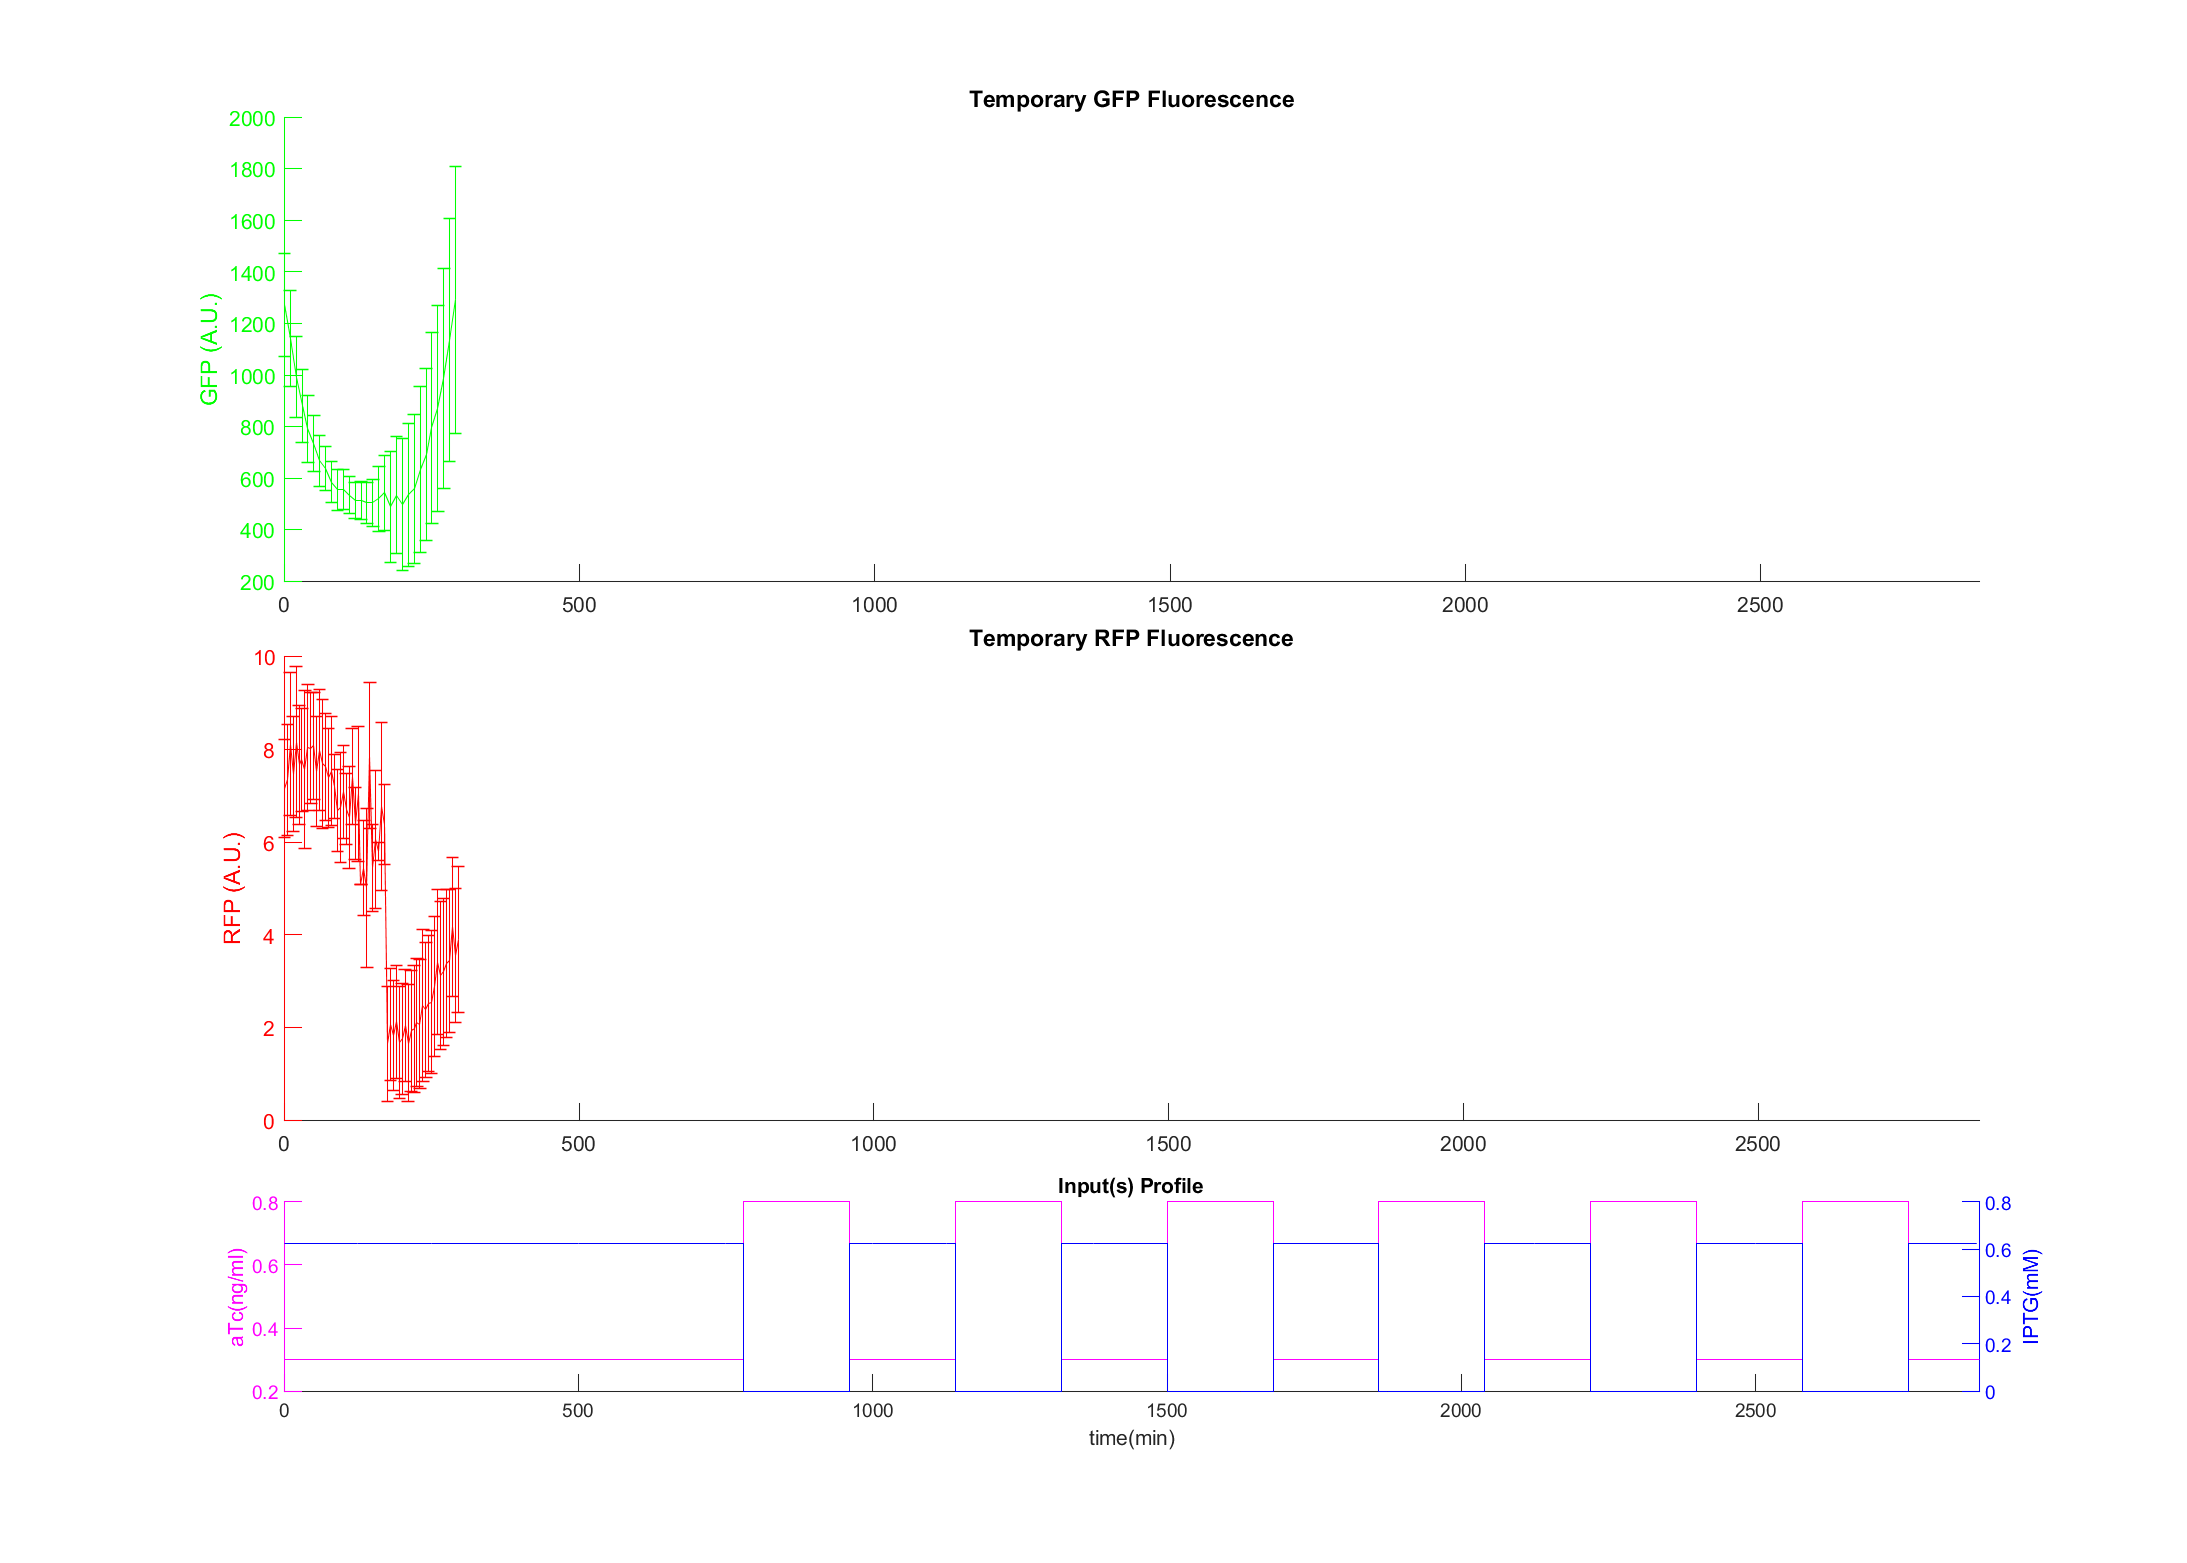 Temporary GFP Fluorescence
2000
1800
1600
1400
1200
1000
800
600
400
200
GFP (A.U.)
0 500 1000 1500 2000 2500
Temporary RFP Fluorescence
10
8
6
4
2
0
RFP (A.U.)
0 500 1000 1500 2000 2500
Input(s) Profile
0.8
0.6
0.4
0.2
aTc(ng/ml)
0.8
0.6
0.4
0.2
0
IPTG(mM)
0 500 1000 1500 2000 2500
time(min)